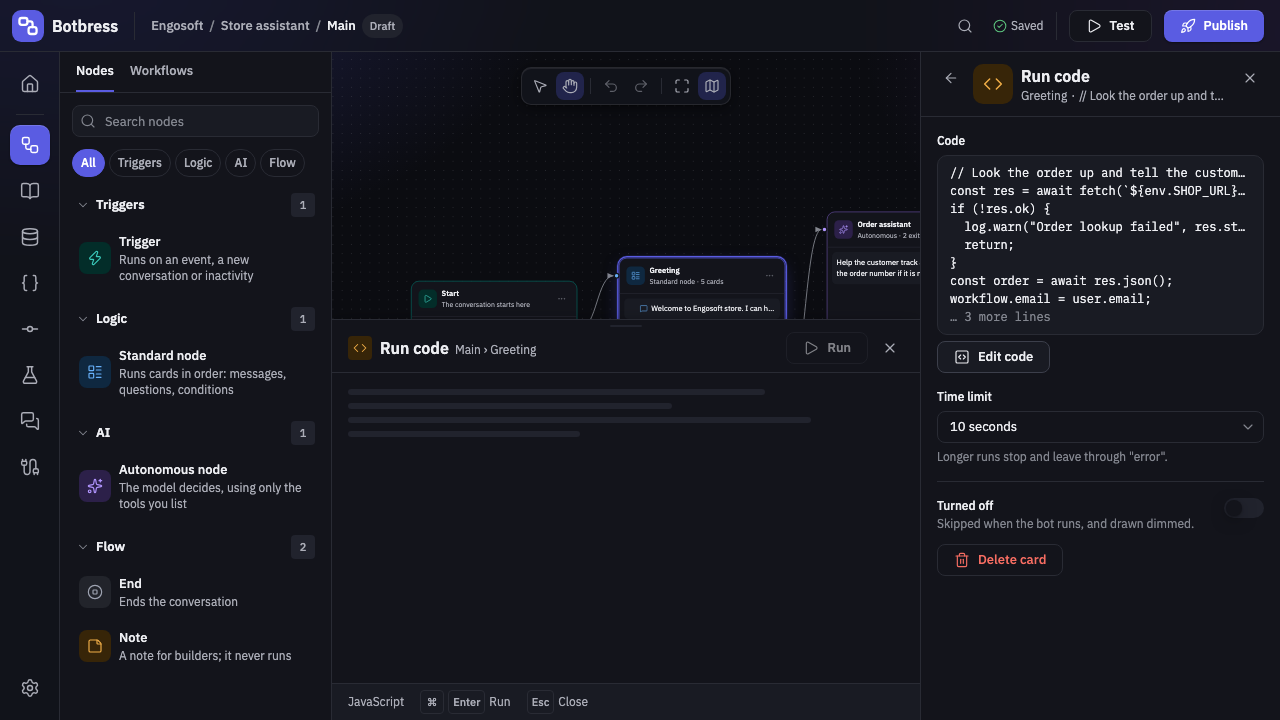 Botbress
Engosoft / Store assistant / Main Draft
Saved
Test
Publish
Nodes
Workflows
Search nodes
All
Triggers
Logic
AI
Flow
Triggers 1
Trigger
Runs on an event, a new
conversation or inactivity
Logic 1
Standard node
Runs cards in order: messages,
questions, conditions
AI 1
Autonomous node
The model decides, using only the
tools you list
Flow 2
End
Ends the conversation
Note
A note for builders; it never runs
Start
The conversation starts here
Greeting
Standard node · 5 cards
Welcome to Engosoft store. I can h...
Order assistant
Autonomous · 2 exit
Help the customer track
the order number if it is n
Run code Main › Greeting
Run
JavaScript ⌘ Enter Run Esc Close
Run code
Greeting · // Look the order up and t...
Code
// Look the order up and tell the custom…
const res = await fetch(`${env.SHOP_URL}…
if (!res.ok) {
  log.warn("Order lookup failed", res.st…
  return;
}
const order = await res.json();
workflow.email = user.email;
… 3 more lines
Edit code
Time limit
10 seconds
Longer runs stop and leave through "error".
Turned off
Skipped when the bot runs, and drawn dimmed.
Delete card